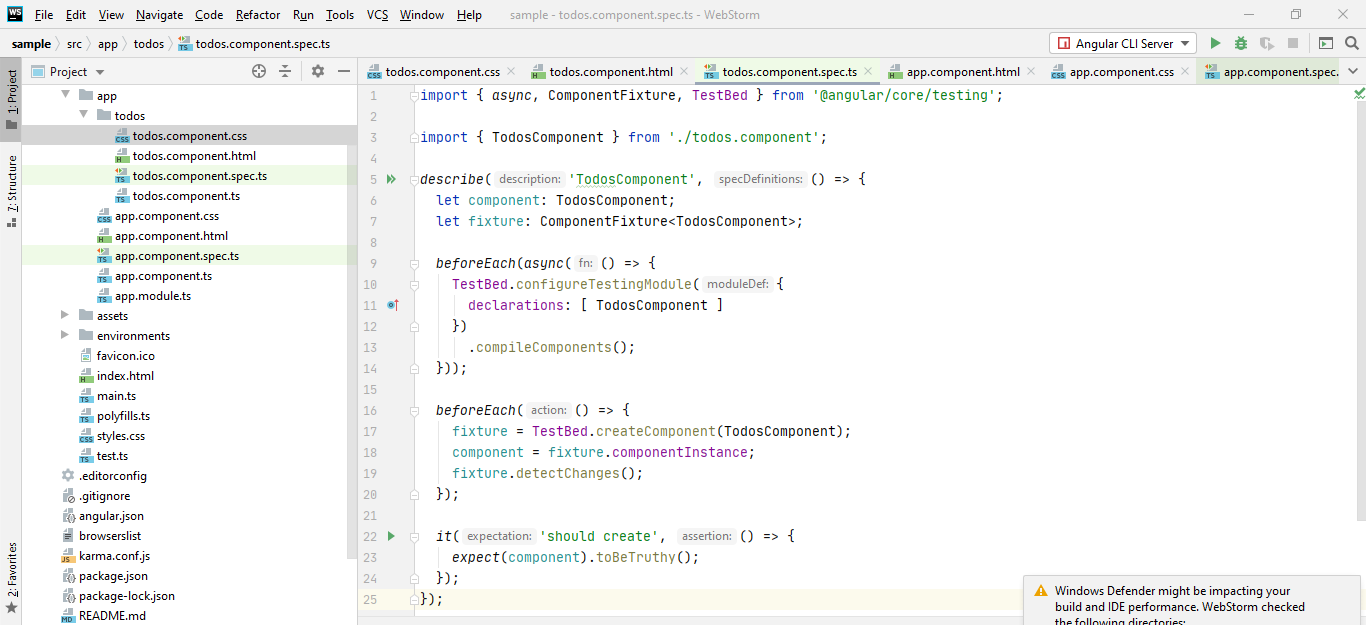 WS File Edit View Navigate Code Refactor Run Tools VCS Window Help sample - todos.component.spec.ts - WebStorm
sample src app todos todos.component.spec.ts Angular CLI Server
1: Project
7: Structure
2: Favorites
Project
app
todos
todos.component.css
todos.component.html
todos.component.spec.ts
todos.component.ts
app.component.css
app.component.html
app.component.spec.ts
app.component.ts
app.module.ts
assets
environments
favicon.ico
index.html
main.ts
polyfills.ts
styles.css
test.ts
.editorconfig
.gitignore
angular.json
browserslist
karma.conf.js
package.json
package-lock.json
README.md
todos.component.css todos.component.html todos.component.spec.ts app.component.html app.component.css app.component.spec.
1 import { async, ComponentFixture, TestBed } from '@angular/core/testing';
2
3 import { TodosComponent } from './todos.component';
4
5 describe( description: 'TodosComponent', specDefinitions: () => {
6 let component: TodosComponent;
7 let fixture: ComponentFixture<TodosComponent>;
8
9 beforeEach(async( fn: () => {
10 TestBed.configureTestingModule( moduleDef: {
11 declarations: [ TodosComponent ]
12 })
13 .compileComponents();
14 }));
15
16 beforeEach( action: () => {
17 fixture = TestBed.createComponent(TodosComponent);
18 component = fixture.componentInstance;
19 fixture.detectChanges();
20 });
21
22 it( expectation: 'should create', assertion: () => {
23 expect(component).toBeTruthy();
24 });
25 });
Windows Defender might be impacting your
build and IDE performance. WebStorm checked
the following directories: